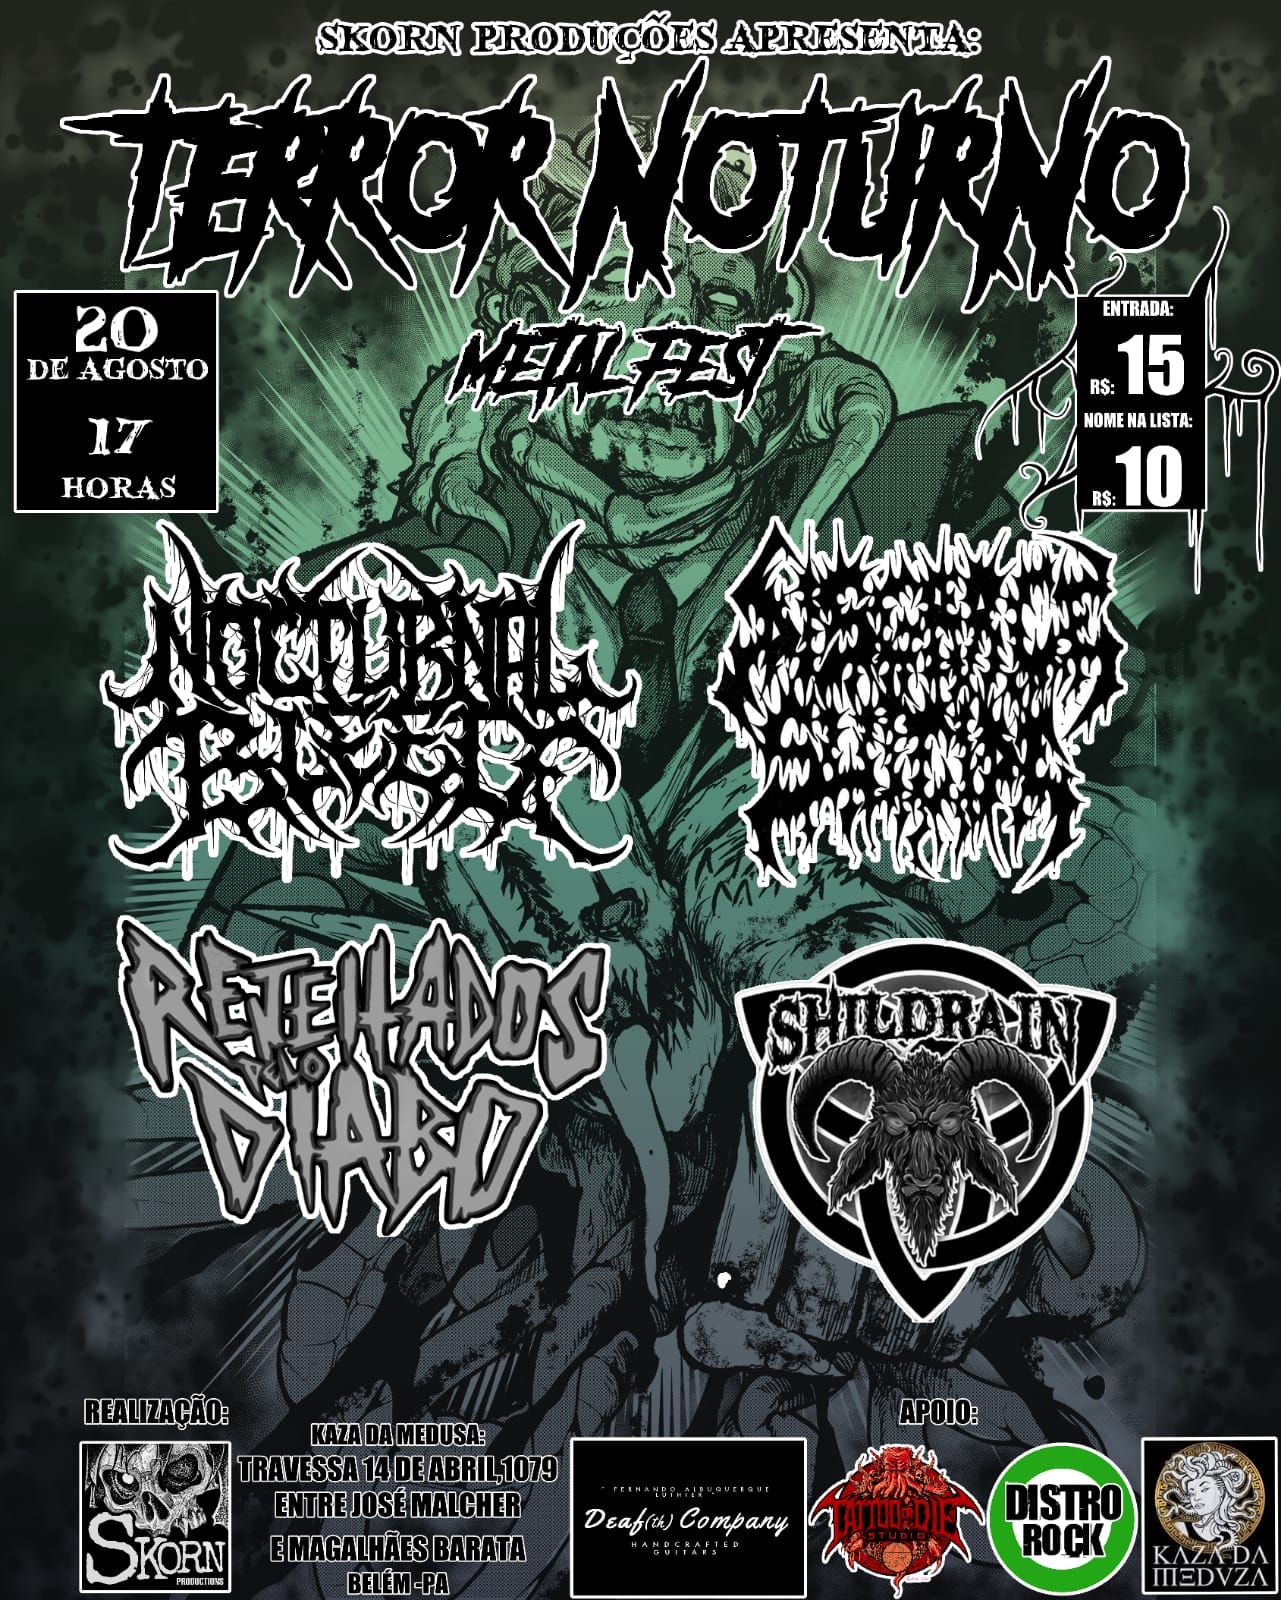 SKORN PRODUÇÕES APRESENTA:
TERROR NOTURNO
METAL FEST
20
DE AGOSTO
17
HORAS
ENTRADA:
R$: 15
NOME NA LISTA:
R$: 10
NOCTURNAL
REJEITADOS
PELO
DIABO
SHILDRAIN
REALIZAÇÃO:
SKORN
PRODUCTIONS
KAZA DA MEDUSA:
TRAVESSA 14 DE ABRIL,1079
ENTRE JOSÉ MALCHER
E MAGALHÃES BARATA
BELÉM -PA
APOIO:
" FERNANDO ALBUQUERQUE
LUTHIER "
Deaf(th) Company
HANDCRAFTED
GUITARS
TATTOO OR DIE
STUDIO
DISTRO
ROCK
KAZA DA
MEDVZA